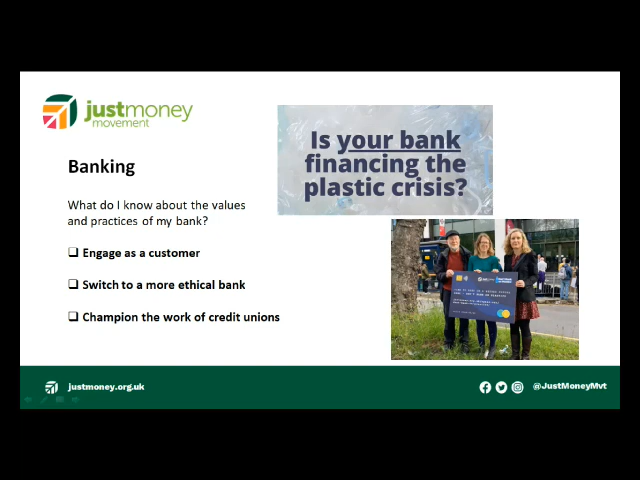 justmoney
movement
Is your bank
financing the
plastic crisis?
Banking
What do I know about the values
and practices of my bank?
Engage as a customer
Switch to a more ethical bank
Champion the work of credit unions
justmoney.org.uk
@JustMoneyMvt